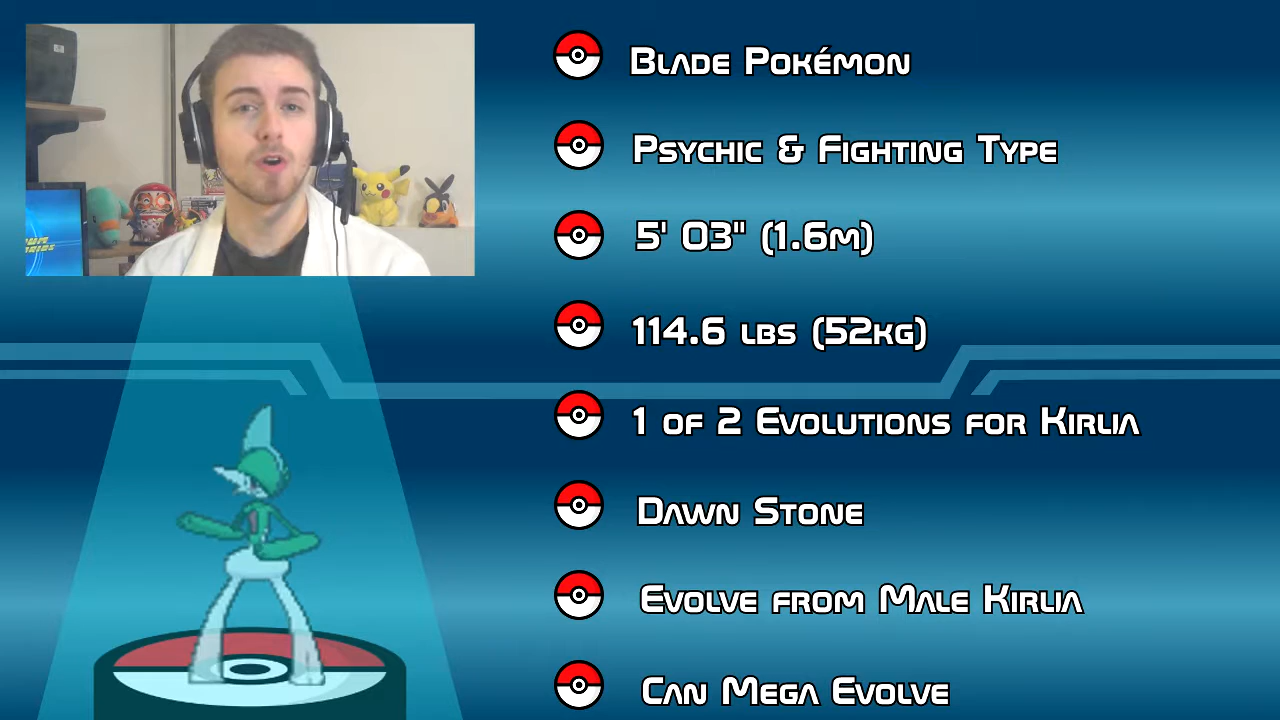 Blade Pokémon
Psychic & Fighting Type
5' 03" (1.6m)
114.6 lbs (52kg)
1 of 2 Evolutions for Kirlia
Dawn Stone
Evolve from Male Kirlia
Can Mega Evolve